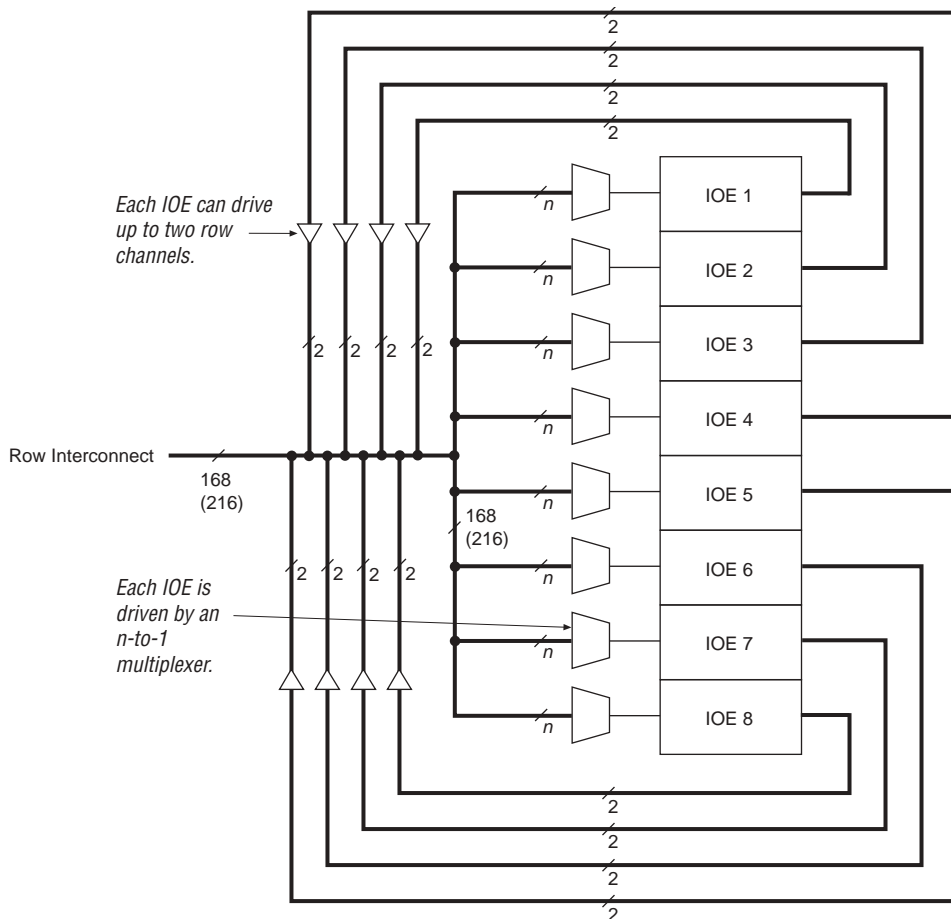 2
2
2
2
IOE 1
n
Each IOE can drive
up to two row
channels.
IOE 2
n
IOE 3
2 2 2 2
n
IOE 4
n
Row Interconnect
168
(216)
IOE 5
n
168
(216)
IOE 6
2 2 2 2
n
Each IOE is
driven by an
n-to-1
multiplexer.
IOE 7
n
IOE 8
n
2
2
2
2